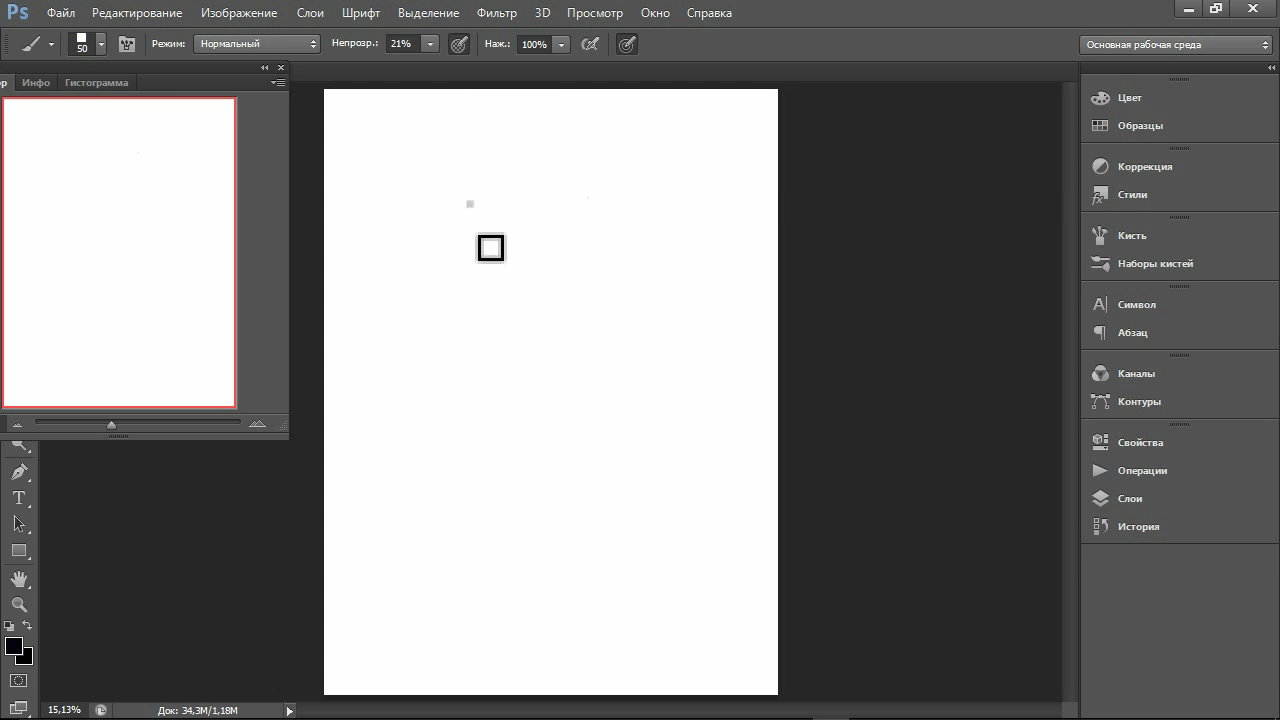 Ps Файл Редактирование Изображение Слои Шрифт Выделение Фильтр 3D Просмотр Окно Справка
50 Режим: Нормальный Непрозр.: 21% Наж.: 100% Основная рабочая среда
ор Инфо Гистограмма
Цвет
Образцы
Коррекция
Стили
Кисть
Наборы кистей
Символ
Абзац
Каналы
Контуры
Свойства
Операции
Слои
История
15,13% Док: 34,3M/1,18M